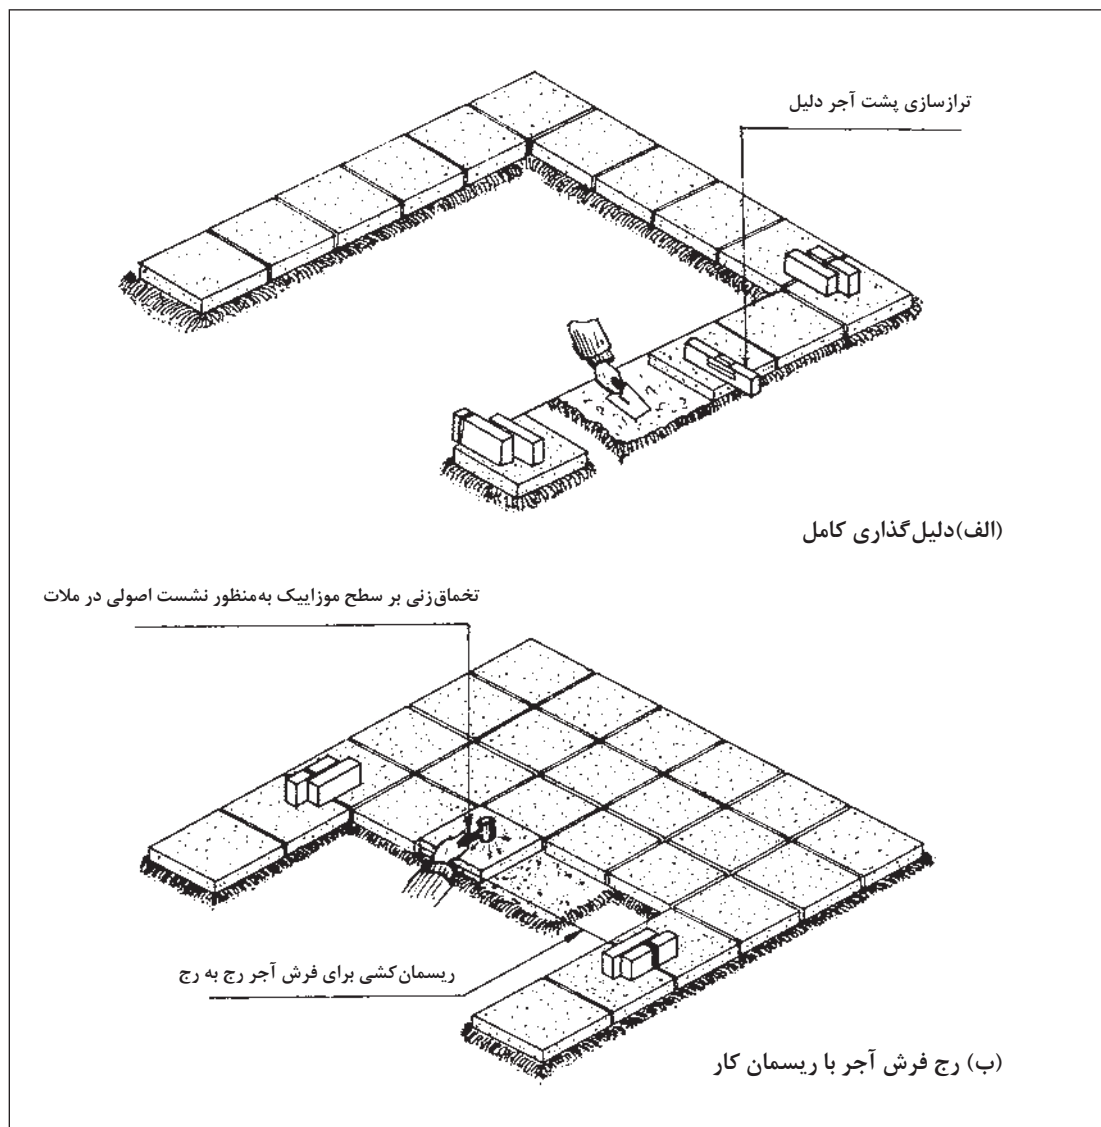 ترازسازی پشت آجر دلیل
(الف)دلیل‌گذاری کامل
تخماق‌زنی بر سطح موزاییک به‌منظور نشست اصولی در ملات
ریسمان‌کشی برای فرش آجر رج به رج
(ب) رج فرش آجر با ریسمان کار